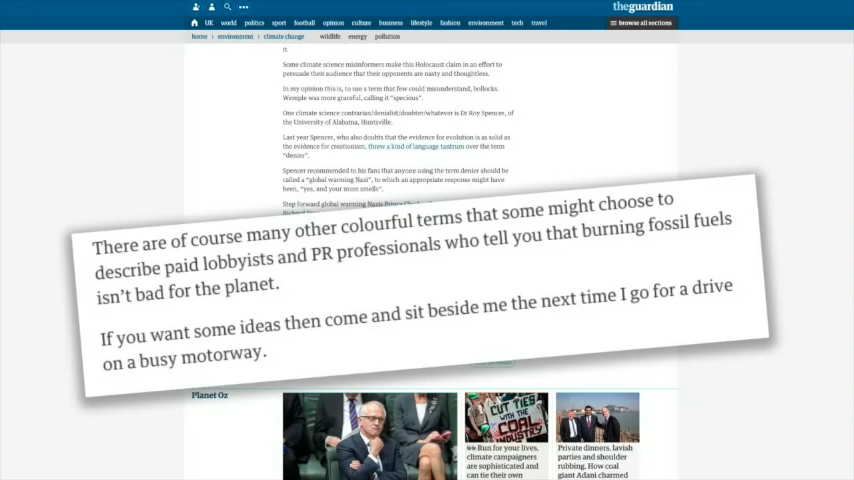 theguardian
UK world politics sport football opinion culture business lifestyle fashion environment tech travel browse all sections
home environment climate change wildlife energy pollution
it.
Some climate science misinformers make this Holocaust claim in an effort to
persuade their audience that their opponents are nasty and thoughtless.
In my opinion this is, to use a term that few could misunderstand, bollocks.
Wemple was more graceful, calling it “specious”.
One climate science contrarian/denialist/doubter/whatever is Dr Roy Spencer, of
the University of Alabama, Huntsville.
Last year Spencer, who also doubts that the evidence for evolution is as solid as
the evidence for creationism, threw a kind of language tantrum over the term
“denier”.
Spencer recommended to his fans that anyone using the term denier should be
called a “global warming Nazi”, to which an appropriate response might have
been, “yes, and your mum smells”.
Step forward global warming Nazis
There are of course many other colourful terms that some might choose to
describe paid lobbyists and PR professionals who tell you that burning fossil fuels
isn’t bad for the planet.
If you want some ideas then come and sit beside me the next time I go for a drive
on a busy motorway.
Planet Oz
CUT TIES
WITH THE
COAL
INDUSTRY
Run for your lives,
climate campaigners
are sophisticated and
can tie their own
Private dinners, lavish
parties and shoulder
rubbing. How coal
giant Adani charmed